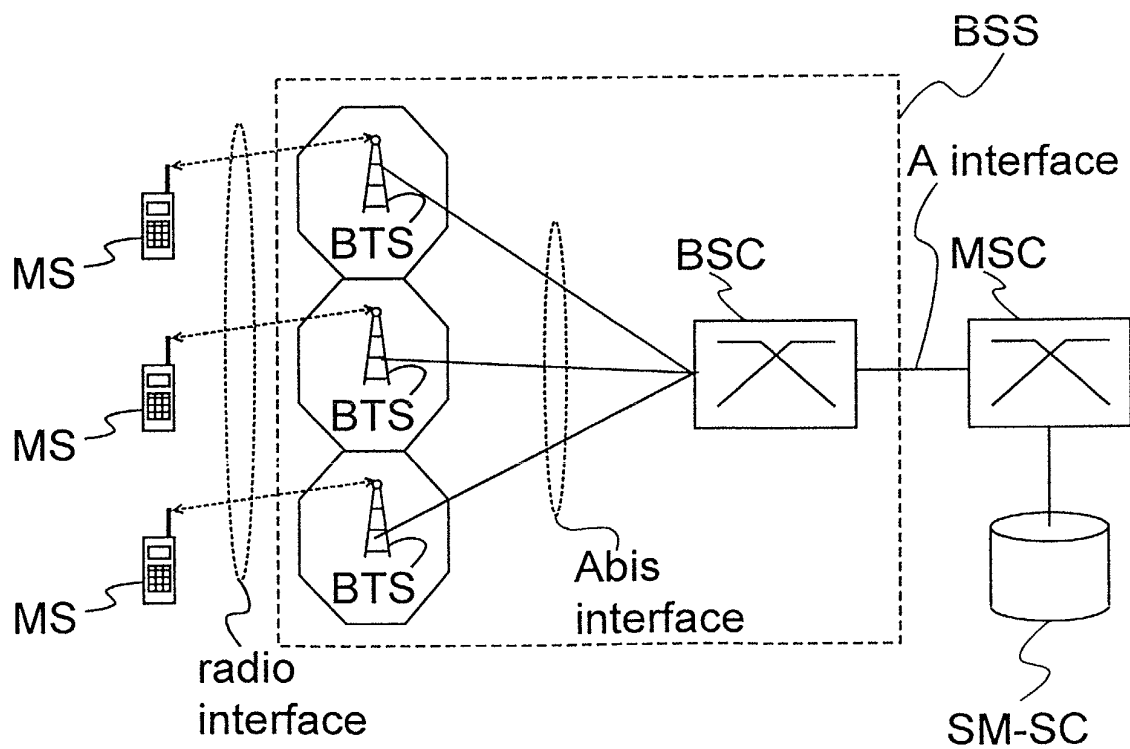 BSS
A interface
BTS
BSC
MSC
MS
BTS
MS
BTS
MS
Abis
interface
radio
interface
SM-SC